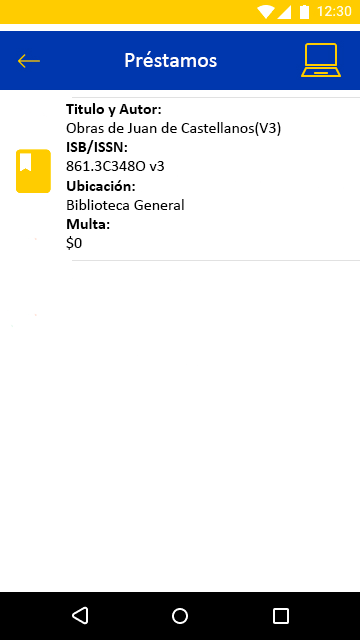 12:30
Préstamos
Titulo y Autor:
Obras de Juan de Castellanos(V3)
ISB/ISSN:
861.3C348O v3
Ubicación:
Biblioteca General
Multa:
$0